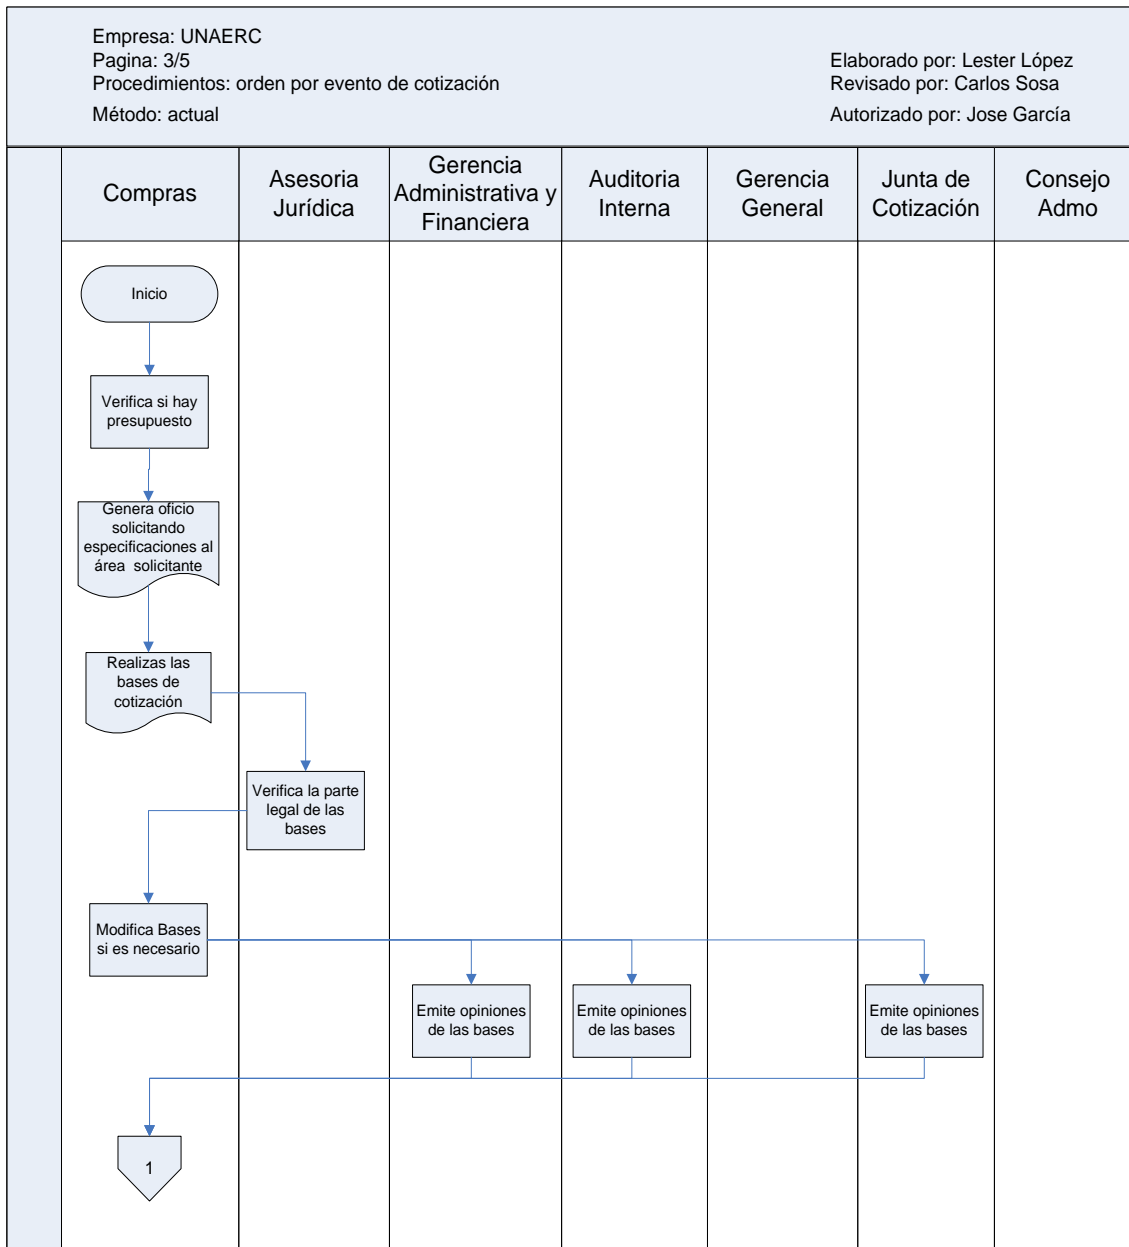 Empresa: UNAERC
Pagina: 3/5
Procedimientos: orden por evento de cotización
Método: actual
Elaborado por: Lester López
Revisado por: Carlos Sosa
Autorizado por: Jose García
Compras
Asesoria
Jurídica
Gerencia
Administrativa y
Financiera
Auditoria
Interna
Gerencia
General
Junta de
Cotización
Consejo
Admo
Inicio
Verifica si hay
presupuesto
Genera oficio
solicitando
especificaciones al
área solicitante
Realizas las
bases de
cotización
Verifica la parte
legal de las
bases
Modifica Bases
si es necesario
Emite opiniones
de las bases
Emite opiniones
de las bases
Emite opiniones
de las bases
1